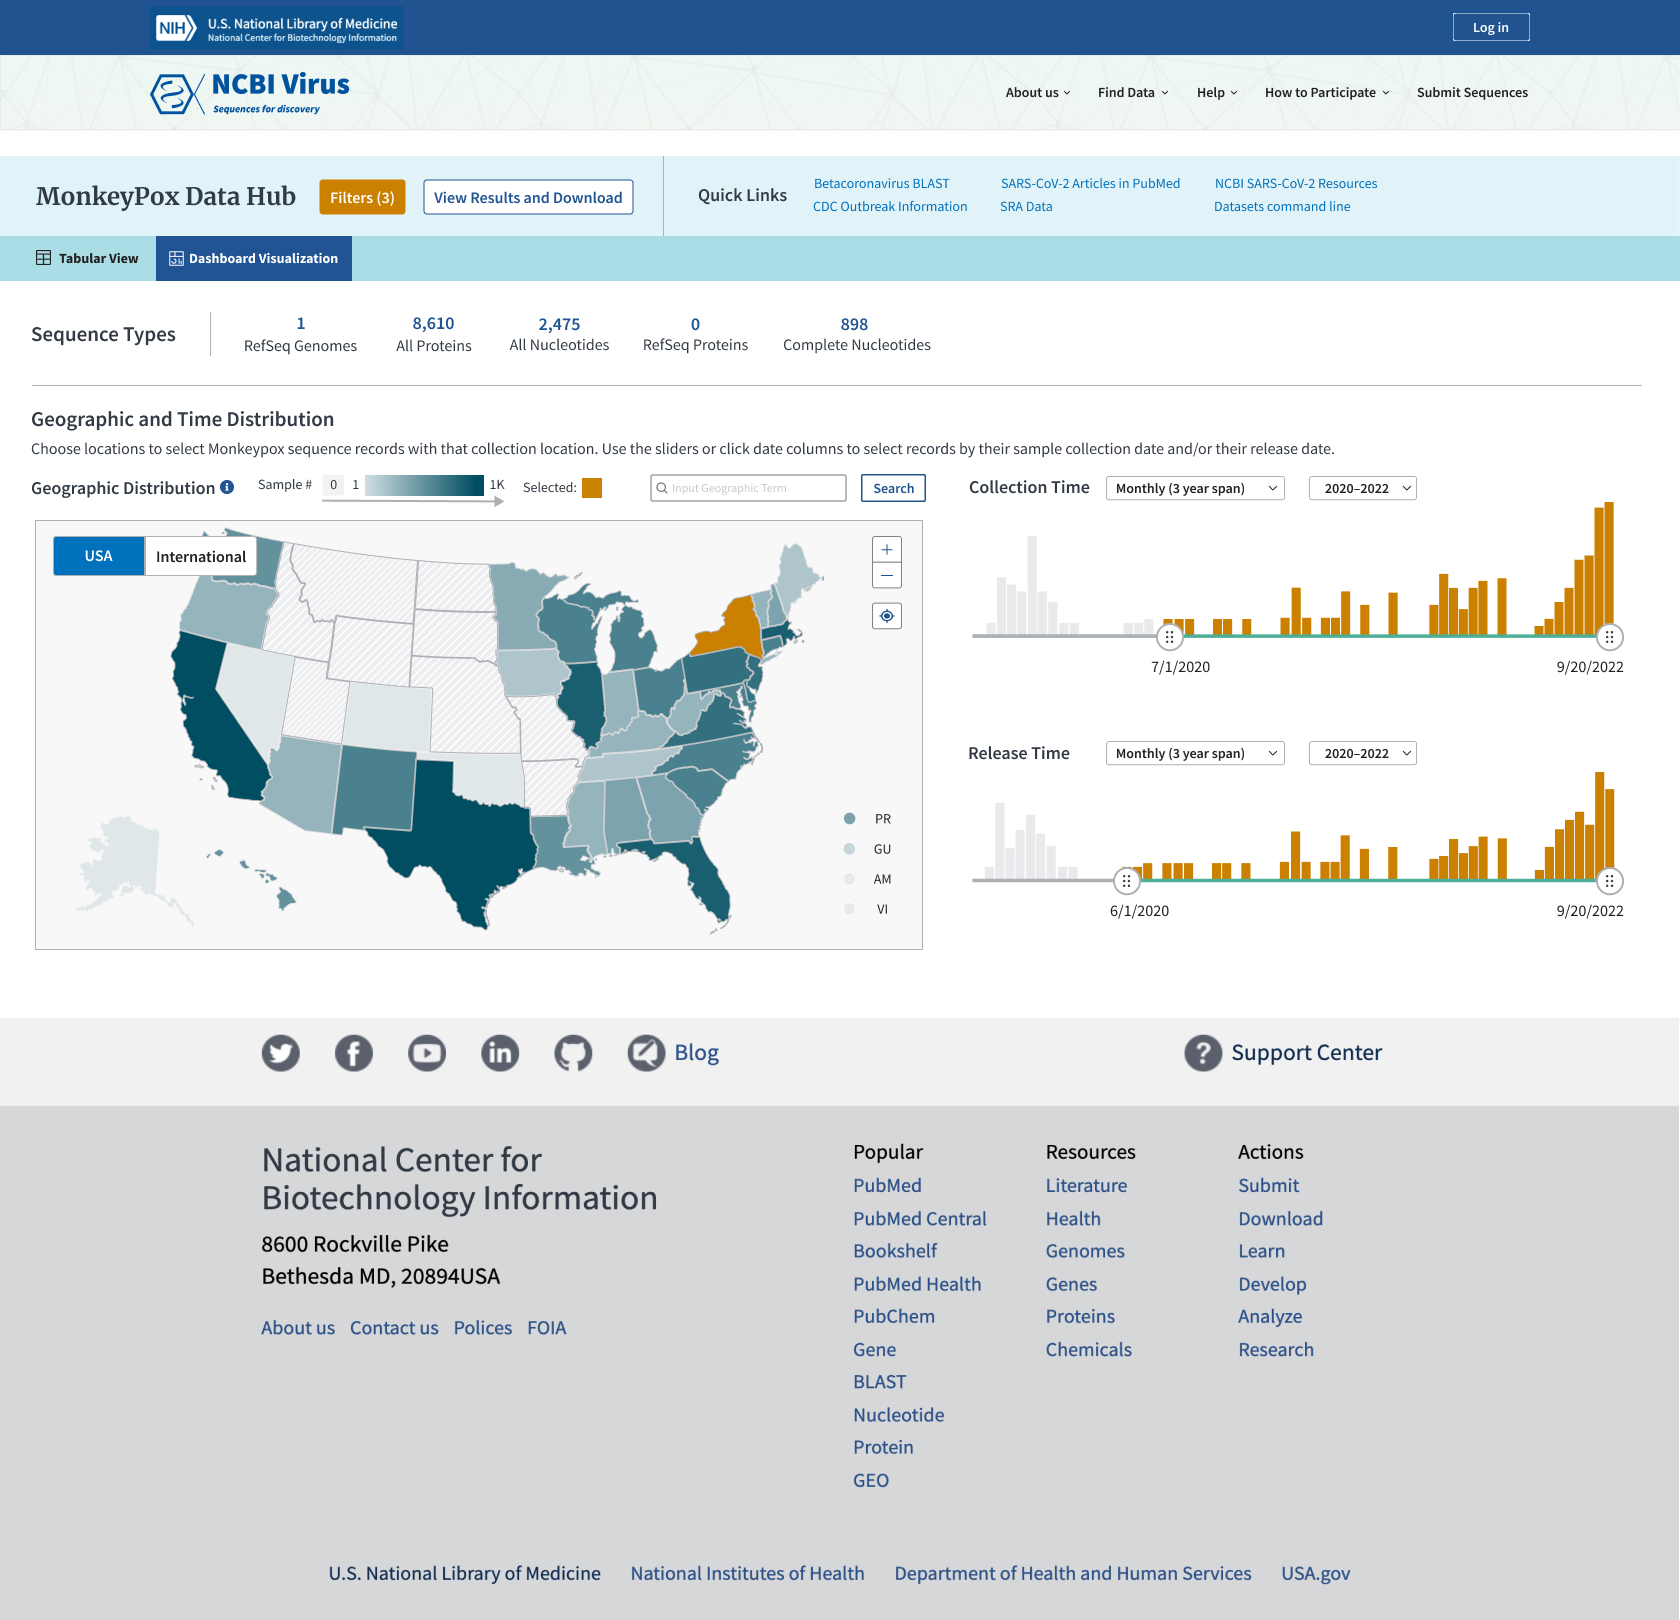 NIH U.S. National Library of Medicine
National Center for Biotechnology Information
Log in
NCBI Virus
Sequences for discovery
About us Find Data Help How to Participate Submit Sequences
MonkeyPox Data Hub Filters (3) View Results and Download
Quick Links
Betacoronavirus BLAST SARS-CoV-2 Articles in PubMed NCBI SARS-CoV-2 Resources
CDC Outbreak Information SRA Data Datasets command line
Tabular View Dashboard Visualization
Sequence Types
1 8,610 2,475 0 898
RefSeq Genomes All Proteins All Nucleotides RefSeq Proteins Complete Nucleotides
Geographic and Time Distribution
Choose locations to select Monkeypox sequence records with that collection location. Use the sliders or click date columns to select records by their sample collection date and/or their release date.
Geographic Distribution Sample # 0 1 1K Selected: Input Geographic Term Search
USA International
PR
GU
AM
VI
Collection Time Monthly (3 year span) 2020–2022
7/1/2020 9/20/2022
Release Time Monthly (3 year span) 2020–2022
6/1/2020 9/20/2022
Blog Support Center
National Center for
Biotechnology Information
8600 Rockville Pike
Bethesda MD, 20894USA
About us Contact us Polices FOIA
Popular
PubMed
PubMed Central
Bookshelf
PubMed Health
PubChem
Gene
BLAST
Nucleotide
Protein
GEO
Resources
Literature
Health
Genomes
Genes
Proteins
Chemicals
Actions
Submit
Download
Learn
Develop
Analyze
Research
U.S. National Library of Medicine National Institutes of Health Department of Health and Human Services USA.gov